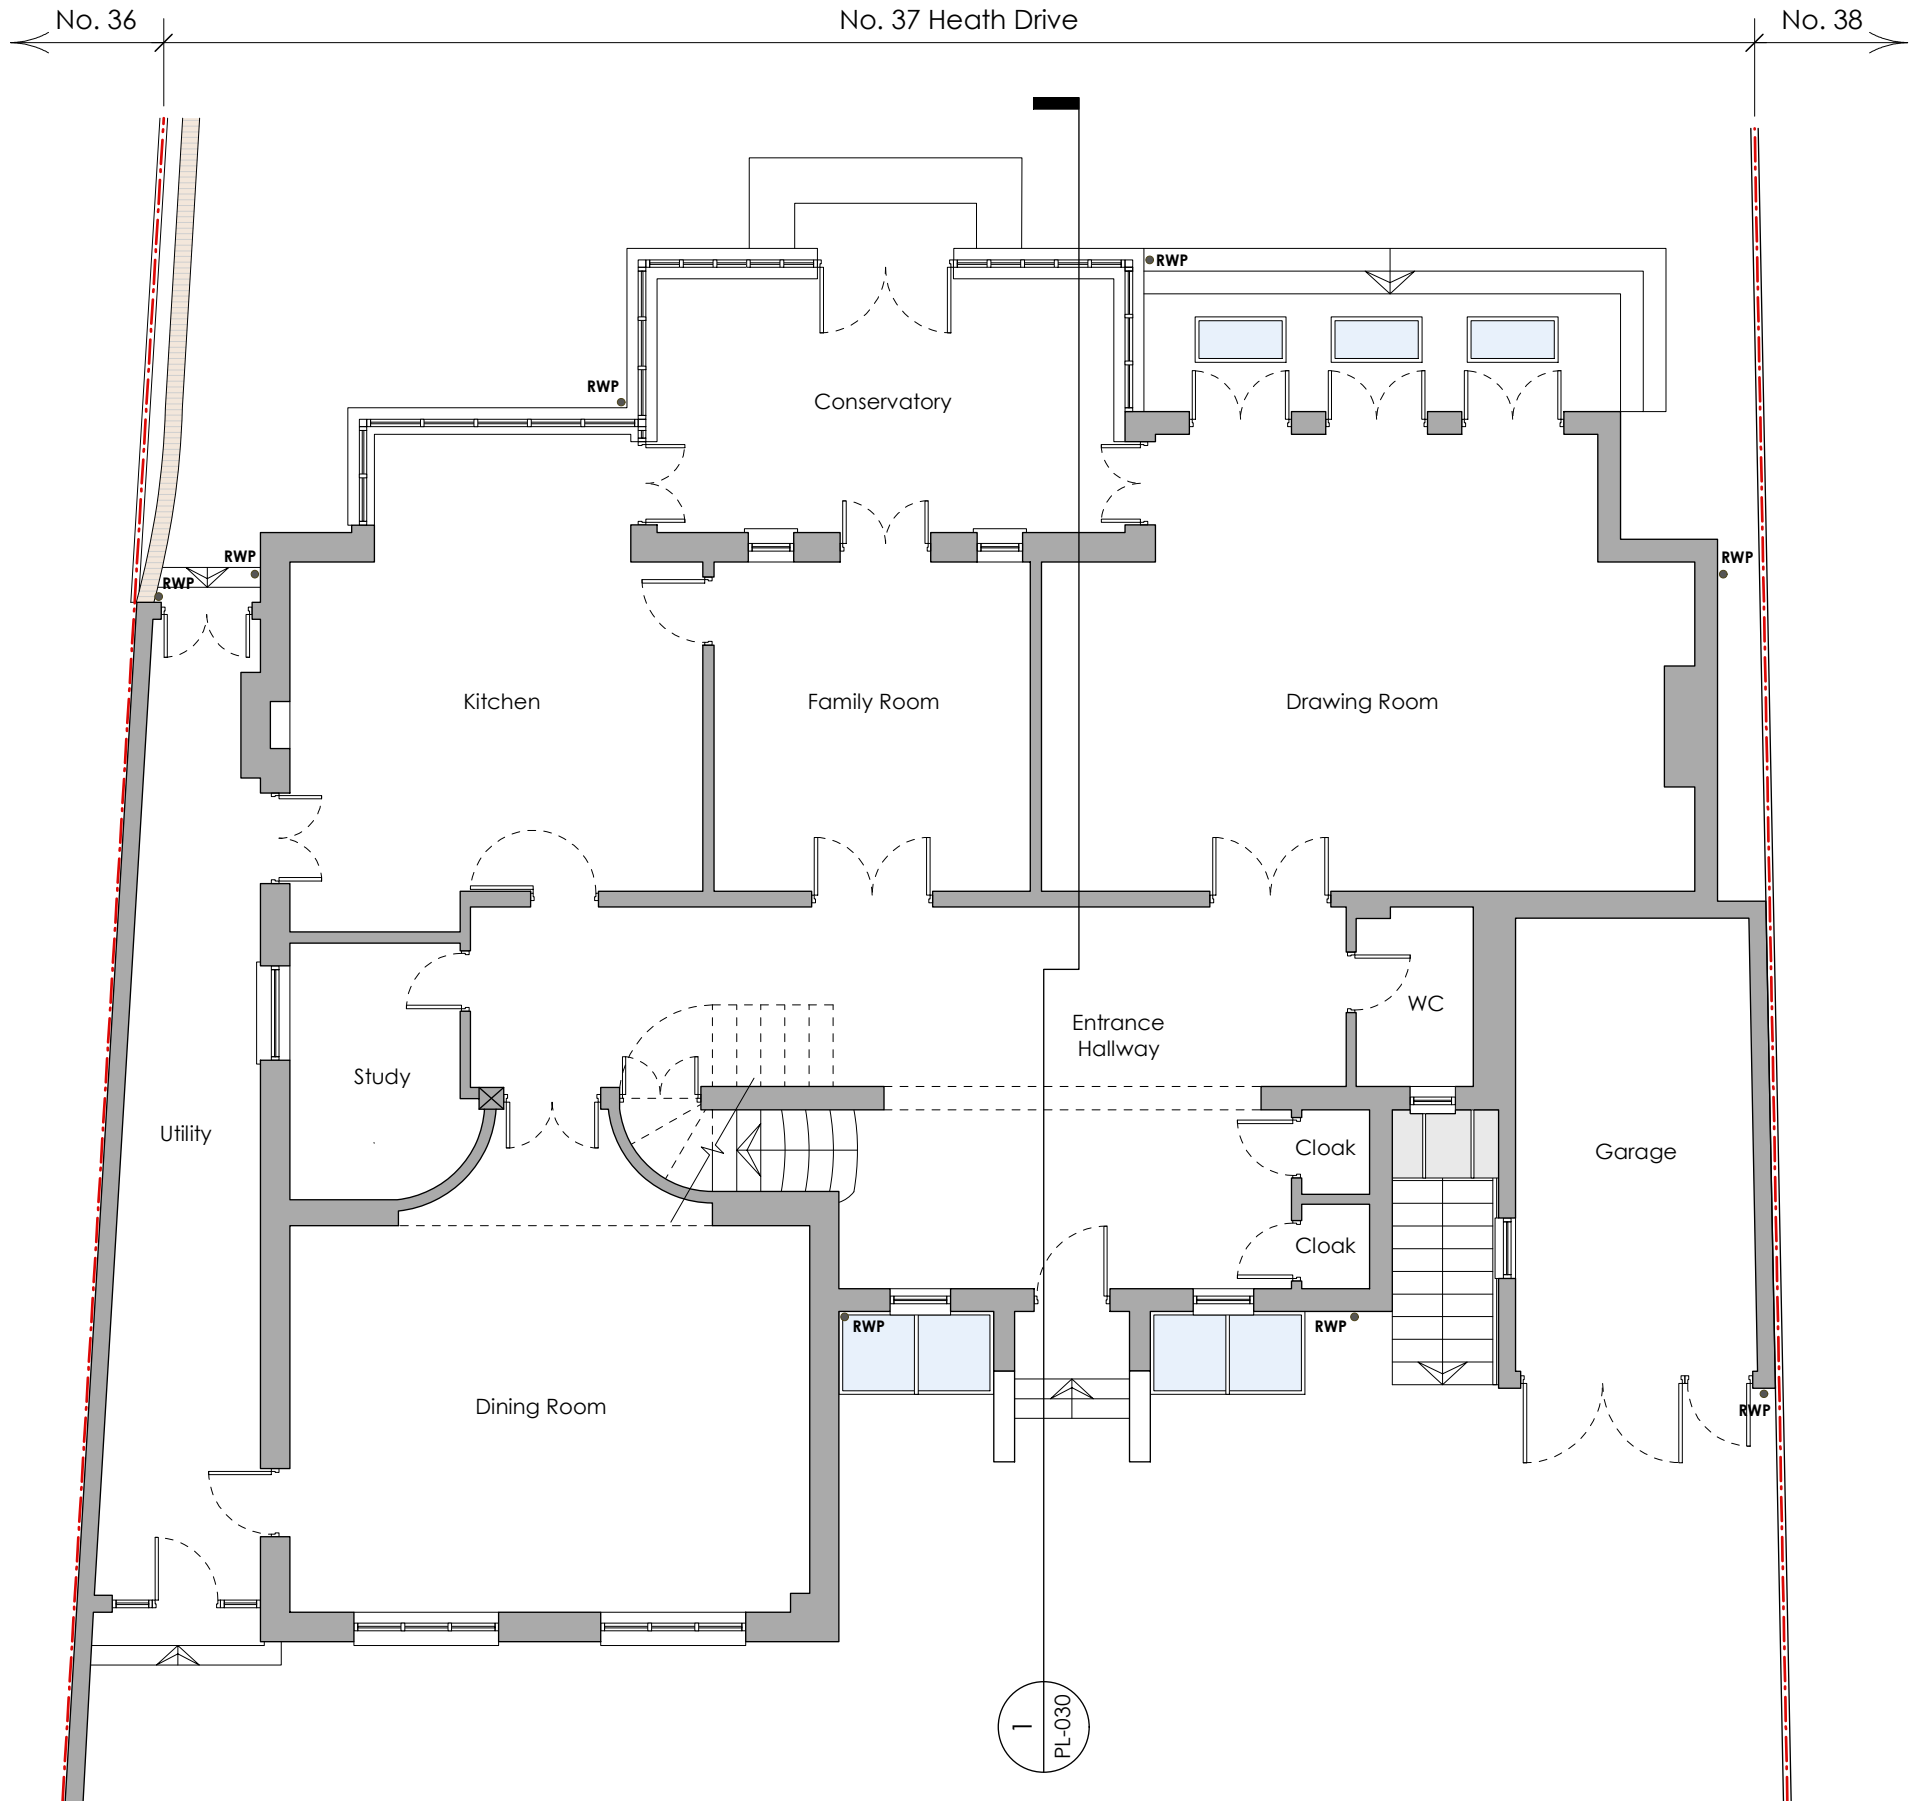 No. 36
No. 37 Heath Drive
No. 38
RWP
RWP
Conservatory
RWP
RWP
RWP
Kitchen
Family Room
Drawing Room
WC
Entrance
Hallway
Study
Utility
Cloak
Garage
Cloak
RWP
RWP
Dining Room
RWP
1
PL-030